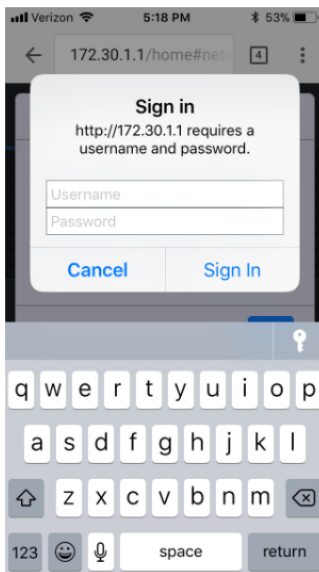 Verizon 5:18 PM 53%
172.30.1.1/home#net 4
Sign in
http://172.30.1.1 requires a
username and password.
Username
Password
Cancel Sign In
q w e r t y u i o p
a s d f g h j k l
z x c v b n m
123 space return